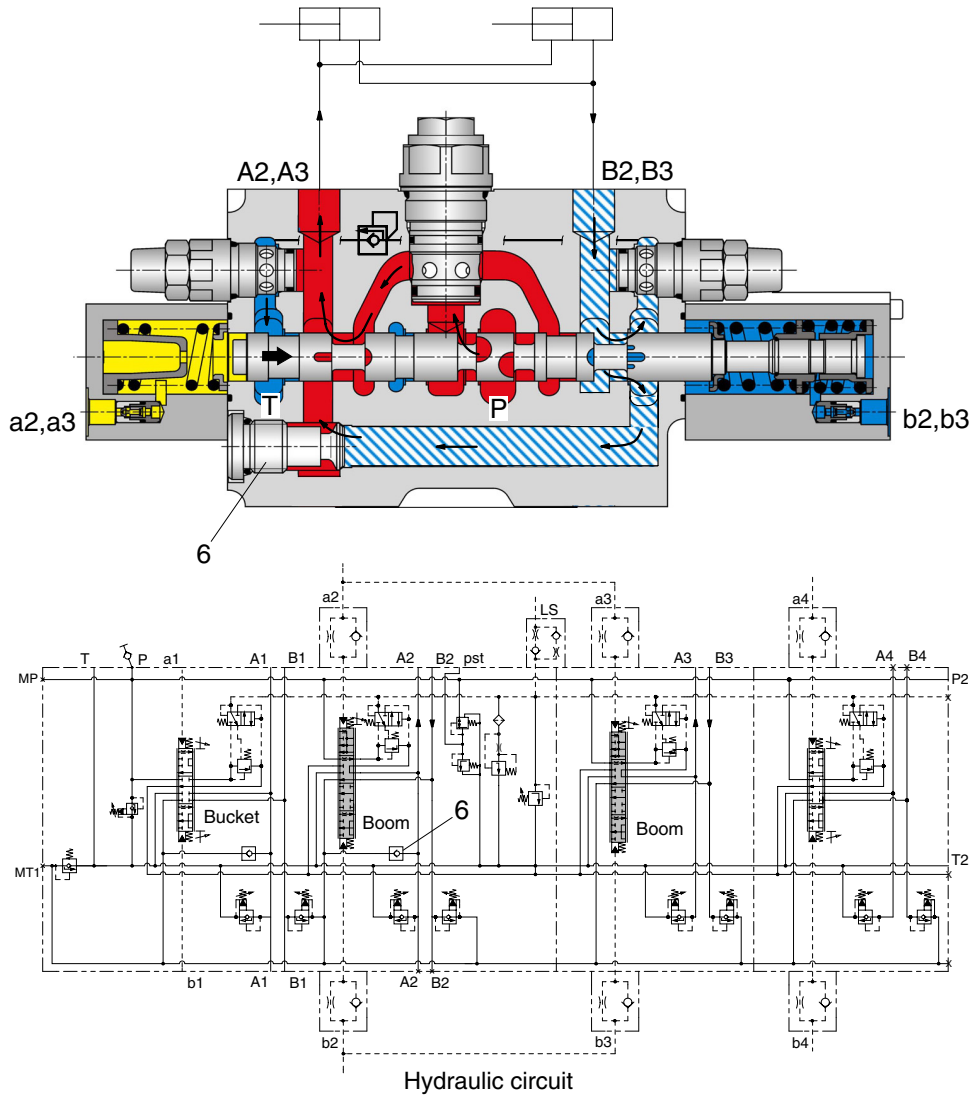 A2,A3
B2,B3
T
P
a2,a3
b2,b3
6
a2
a3
a4
LS
T
P
a1
A1
B1
A2
B2
pst
A3
B3
A4
B4
MP
P2
Bucket
Boom
6
Boom
MT1
T2
b1
A1
B1
A2
B2
b2
b3
b4
Hydraulic circuit